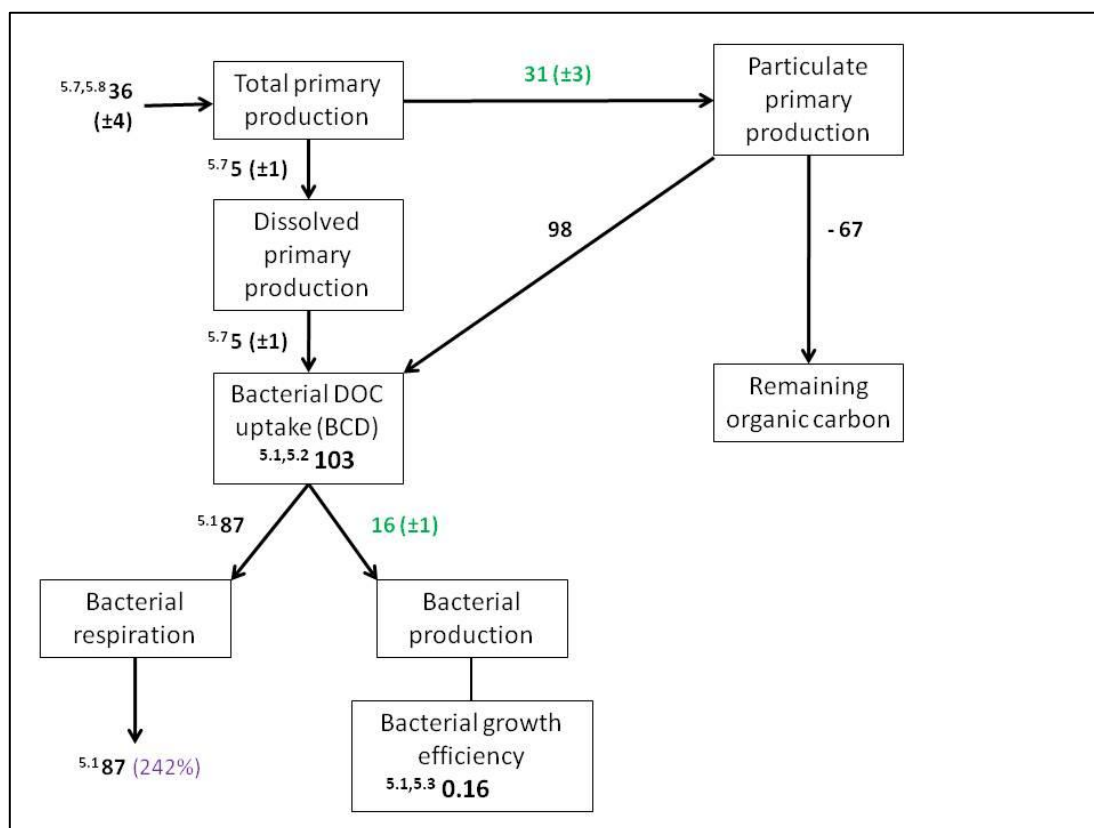 5.7,5.8 36
(±4)
Total primary
production
31 (±3)
Particulate
primary
production
5.7 5 (±1)
Dissolved
primary
production
98
- 67
5.7 5 (±1)
Bacterial DOC
uptake (BCD)
5.1,5.2 103
Remaining
organic carbon
5.1 87
16 (±1)
Bacterial
respiration
Bacterial
production
5.1 87 (242%)
Bacterial growth
efficiency
5.1,5.3 0.16